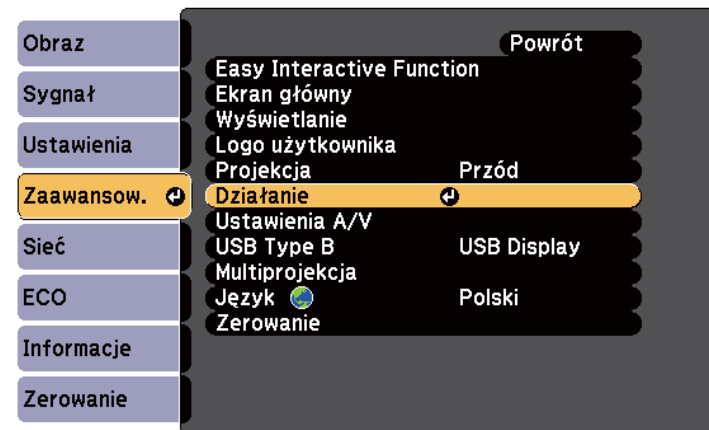 Obraz
Sygnał
Ustawienia
Zaawansow.
Sieć
ECO
Informacje
Zerowanie
Powrót
Easy Interactive Function
Ekran główny
Wyświetlanie
Logo użytkownika
Projekcja Przód
Działanie
Ustawienia A/V
USB Type B USB Display
Multiprojekcja
Język Polski
Zerowanie